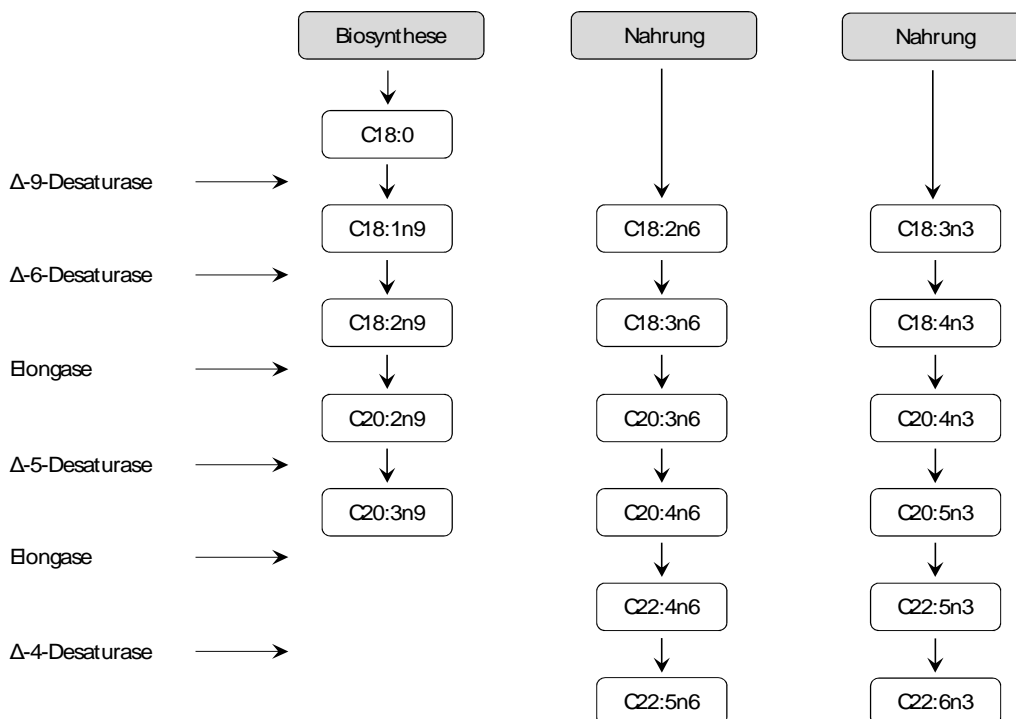 Biosynthese Nahrung Nahrung
C18:0
Δ-9-Desaturase
C18:1n9 C18:2n6 C18:3n3
Δ-6-Desaturase
C18:2n9 C18:3n6 C18:4n3
Elongase
C20:2n9 C20:3n6 C20:4n3
Δ-5-Desaturase
C20:3n9 C20:4n6 C20:5n3
Elongase
C22:4n6 C22:5n3
Δ-4-Desaturase
C22:5n6 C22:6n3